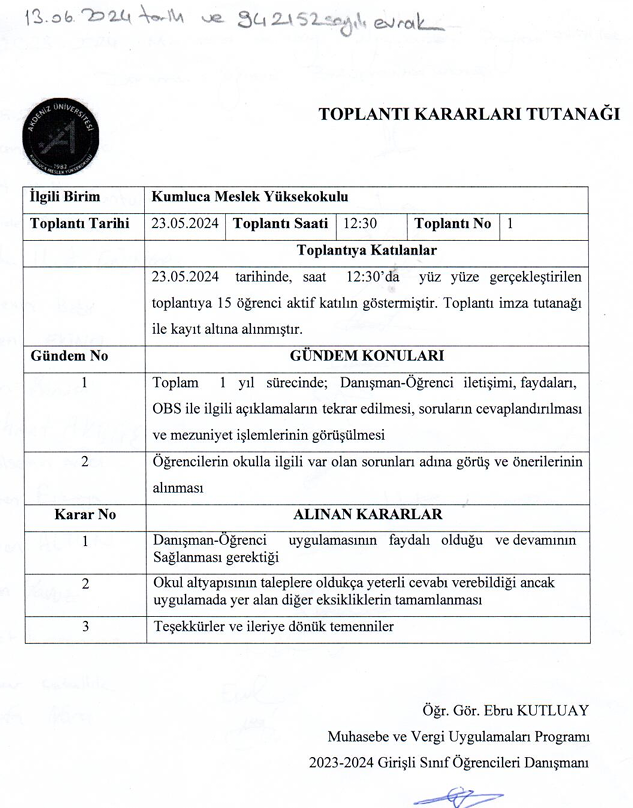 13.06.2024 tarih ve 942152 sayılı evrak
TOPLANTI KARARLARI TUTANAĞI
AKDENİZ ÜNİVERSİTESİ
1982
KUMLUCA MESLEK YÜKSEKOKULU
İlgili Birim Kumluca Meslek Yüksekokulu
Toplantı Tarihi 23.05.2024 Toplantı Saati 12:30 Toplantı No 1
Toplantıya Katılanlar
23.05.2024 tarihinde, saat 12:30’da yüz yüze gerçekleştirilen
toplantıya 15 öğrenci aktif katılın göstermiştir. Toplantı imza tutanağı
ile kayıt altına alınmıştır.
Gündem No GÜNDEM KONULARI
1 Toplam 1 yıl sürecinde; Danışman-Öğrenci iletişimi, faydaları,
OBS ile ilgili açıklamaların tekrar edilmesi, soruların cevaplandırılması
ve mezuniyet işlemlerinin görüşülmesi
2 Öğrencilerin okulla ilgili var olan sorunları adına görüş ve önerilerinin
alınması
Karar No ALINAN KARARLAR
1 Danışman-Öğrenci uygulamasının faydalı olduğu ve devamının
Sağlanması gerektiği
2 Okul altyapısının taleplere oldukça yeterli cevabı verebildiği ancak
uygulamada yer alan diğer eksikliklerin tamamlanması
3 Teşekkürler ve ileriye dönük temenniler
Öğr. Gör. Ebru KUTLUAY
Muhasebe ve Vergi Uygulamaları Programı
2023-2024 Girişli Sınıf Öğrencileri Danışmanı